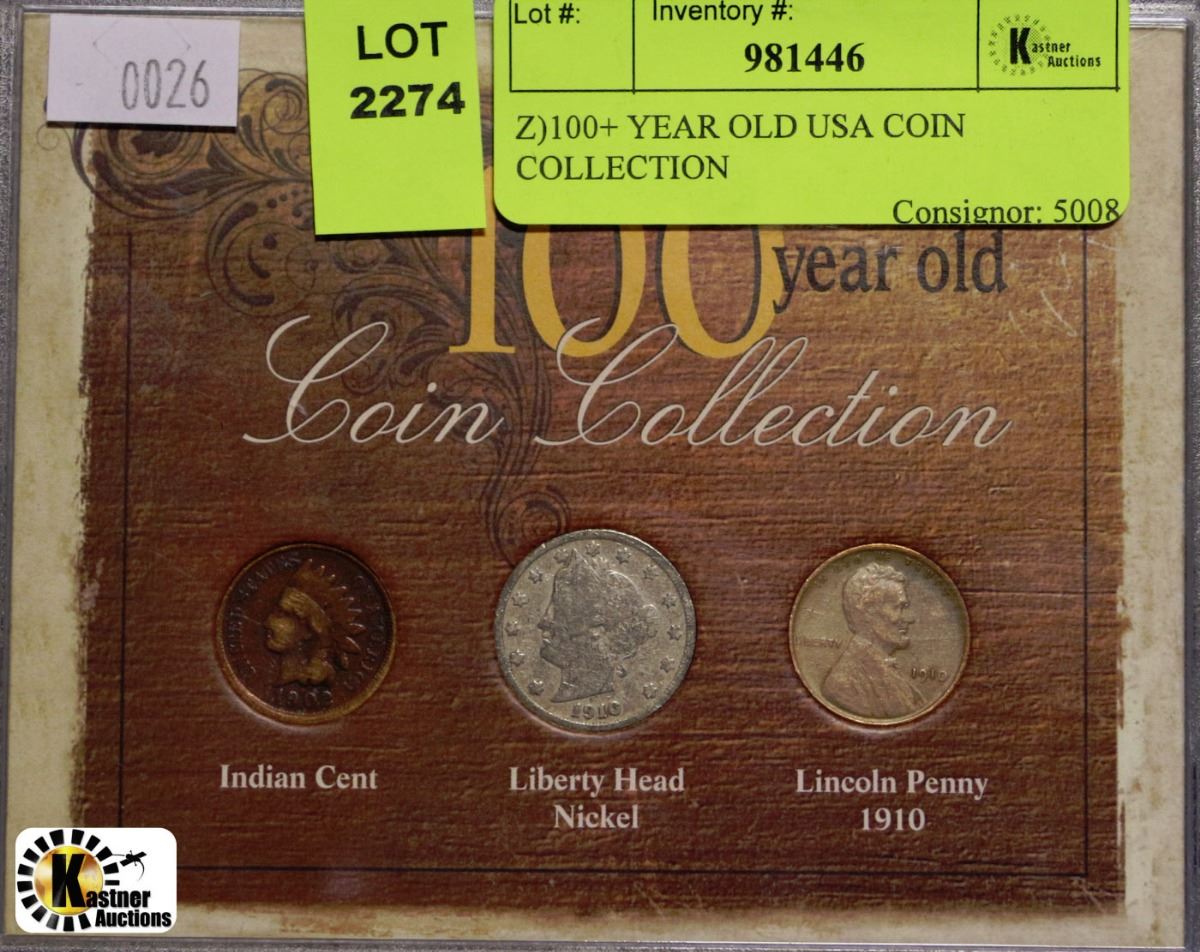 0026
LOT
2274
Lot #:
Inventory #:
981446
Kastner
Auctions
Z)100+ YEAR OLD USA COIN
COLLECTION
Consignor: 5008
100 year old
Coin Collection
1910
1910
Indian Cent
Liberty Head
Nickel
Lincoln Penny
1910
Kastner
Auctions